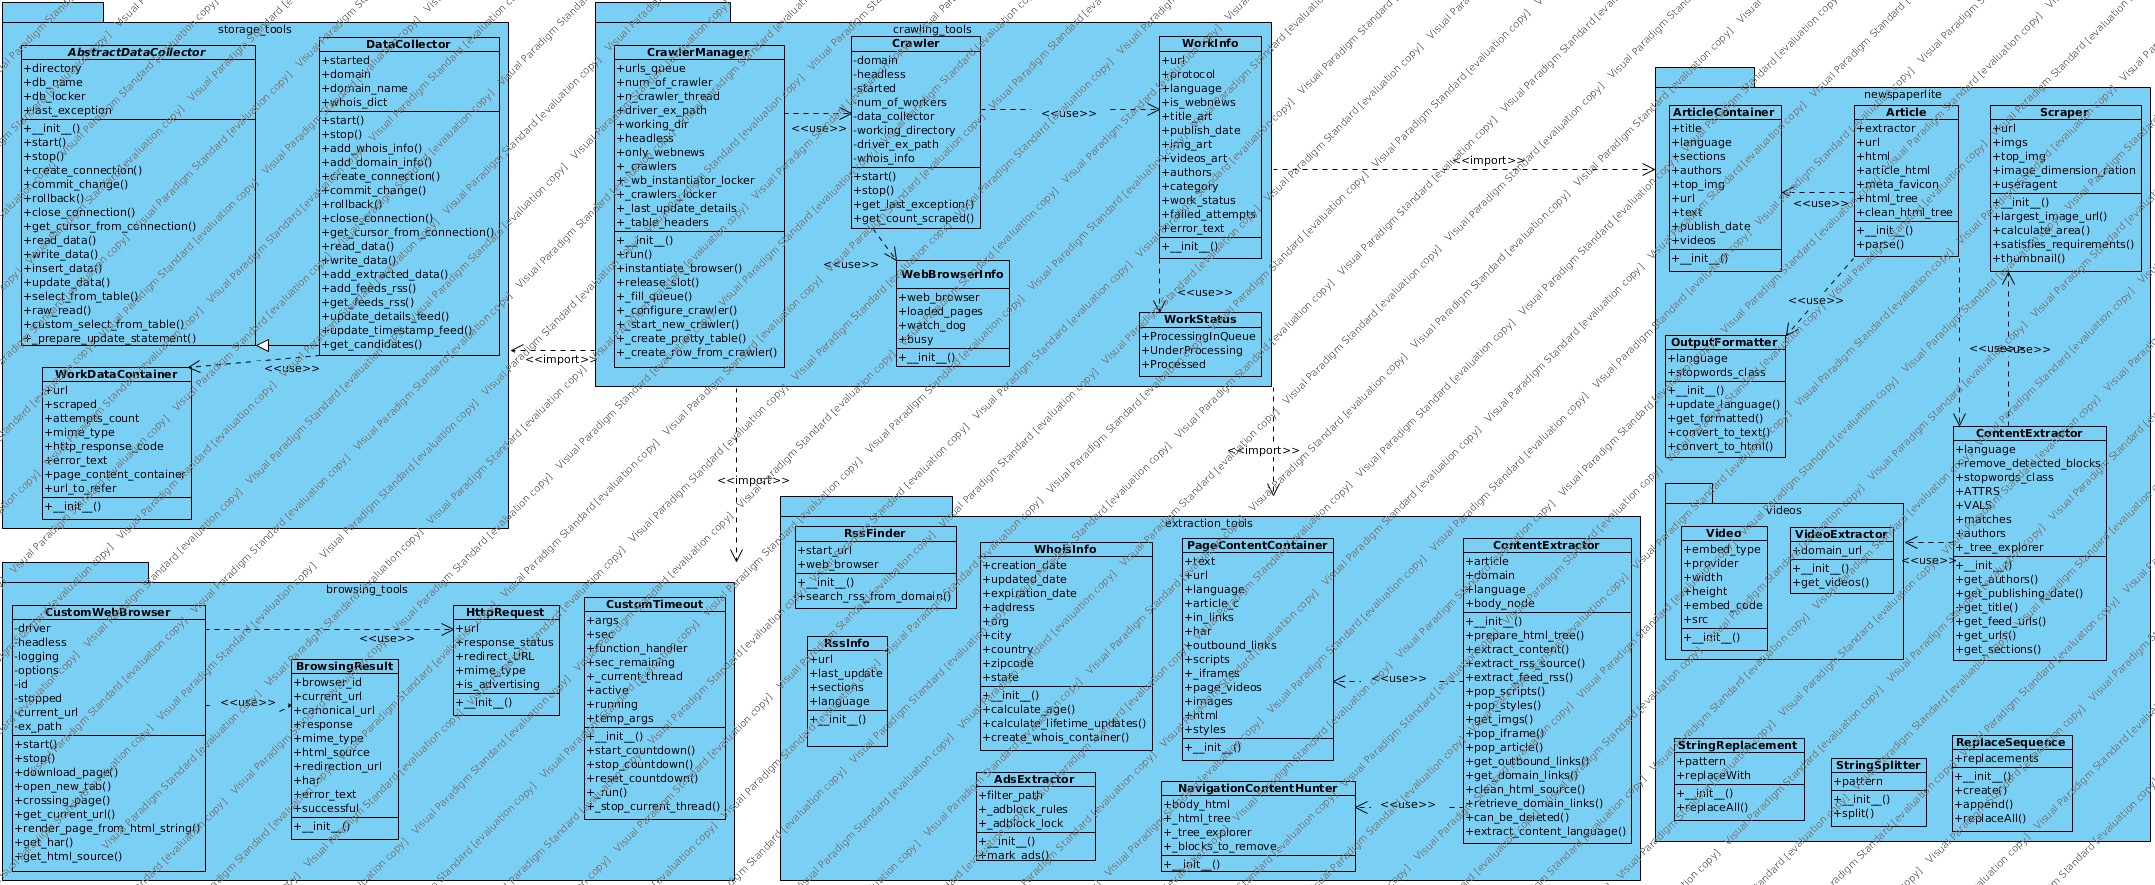 storage_tools
AbstractDataCollector
+directory
+db_name
+db_locker
+last_exception
+__init__()
+start()
+stop()
+create_connection()
+commit_change()
+rollback()
+close_connection()
+get_cursor_from_connection()
+read_data()
+write_data()
+insert_data()
+update_data()
+select_from_table()
+raw_read()
+custom_select_from_table()
+_prepare_update_statement()
DataCollector
+started
+domain
+domain_name
+whois_dict
+start()
+stop()
+add_whois_info()
+add_domain_info()
+create_connection()
+commit_change()
+rollback()
+close_connection()
+get_cursor_from_connection()
+read_data()
+write_data()
+add_extracted_data()
+add_feeds_rss()
+get_feeds_rss()
+update_details_feed()
+update_timestamp_feed()
+get_candidates()
<<use>>
WorkDataContainer
+url
+scraped
+attempts_count
+mime_type
+http_response_code
+error_text
+page_content_container
+url_to_refer
+__init__()
crawling_tools
CrawlerManager
+urls_queue
+num_of_crawler
+n_crawler_thread
+driver_ex_path
+working_dir
+headless
+only_webnews
+_crawlers
+_wb_instantiator_locker
+_crawlers_locker
+_last_update_details
+_table_headers
+__init__()
+run()
+instantiate_browser()
+release_slot()
+_fill_queue()
+_configure_crawler()
+_start_new_crawler()
+_create_pretty_table()
+_create_row_from_crawler()
<<use>>
Crawler
-domain
-headless
-started
-num_of_workers
-data_collector
-working_directory
-driver_ex_path
-whois_info
+start()
+stop()
+get_last_exception()
+get_count_scraped()
<<use>>
<<use>>
WebBrowserInfo
+web_browser
+loaded_pages
+watch_dog
+busy
+__init__()
WorkInfo
+url
+protocol
+language
+is_webnews
+title_art
+publish_date
+img_art
+videos_art
+authors
+category
+work_status
+failed_attempts
+error_text
+__init__()
<<use>>
WorkStatus
+ProcessingInQueue
+UnderProcessing
+Processed
<<import>>
<<import>>
<<import>>
<<import>>
newspaperlite
ArticleContainer
+title
+language
+sections
+authors
+top_img
+url
+text
+publish_date
+videos
+__init__()
<<use>>
Article
+extractor
+url
+html
+article_html
+meta_favicon
+html_tree
+clean_html_tree
+__init__()
+parse()
Scraper
+url
+imgs
+top_img
+image_dimension_ration
+useragent
+__init__()
+largest_image_url()
+calculate_area()
+satisfies_requirements()
+thumbnail()
<<use>>
<<use>>
<<use>>
OutputFormatter
+language
+stopwords_class
+__init__()
+update_language()
+get_formatted()
+convert_to_text()
+convert_to_html()
ContentExtractor
+language
+remove_detected_blocks
+stopwords_class
+ATTRS
+VALS
+matches
+authors
+_tree_explorer
+__init__()
+get_authors()
+get_publishing_date()
+get_title()
+get_feed_urls()
+get_urls()
+get_sections()
<<use>>
videos
Video
+embed_type
+provider
+width
+height
+embed_code
+src
+__init__()
VideoExtractor
+domain_url
+__init__()
+get_videos()
StringReplacement
+pattern
+replaceWith
+__init__()
+replaceAll()
StringSplitter
+pattern
+__init__()
+split()
ReplaceSequence
+replacements
+__init__()
+create()
+append()
+replaceAll()
browsing_tools
CustomWebBrowser
-driver
-headless
-logging
-options
-id
-stopped
-current_url
-ex_path
+start()
+stop()
+download_page()
+open_new_tab()
+crossing_page()
+get_current_url()
+render_page_from_html_string()
+get_har()
+get_html_source()
<<use>>
<<use>>
BrowsingResult
+browser_id
+current_url
+canonical_url
+response
+mime_type
+html_source
+redirection_url
+har
+error_text
+successful
+__init__()
HttpRequest
+url
+response_status
+redirect_URL
+mime_type
+is_advertising
+__init__()
CustomTimeout
+args
+sec
+function_handler
+sec_remaining
+_current_thread
+active
+running
+temp_args
+__init__()
+start_countdown()
+stop_countdown()
+reset_countdown()
+_run()
+_stop_current_thread()
extraction_tools
RssFinder
+start_url
+web_browser
+__init__()
+search_rss_from_domain()
RssInfo
+url
+last_update
+sections
+language
+__init__()
WhoisInfo
+creation_date
+updated_date
+expiration_date
+address
+org
+city
+country
+zipcode
+state
+__init__()
+calculate_age()
+calculate_lifetime_updates()
+create_whois_container()
AdsExtractor
+filter_path
+_adblock_rules
+_adblock_lock
+__init__()
+mark_ads()
PageContentContainer
+text
+url
+language
+article_c
+in_links
+har
+outbound_links
+scripts
+_iframes
+page_videos
+images
+html
+styles
+__init__()
<<use>>
NavigationContentHunter
+body_html
+_html_tree
+_tree_explorer
+_blocks_to_remove
+__init__()
<<use>>
ContentExtractor
+article
+domain
+language
+body_node
+__init__()
+prepare_html_tree()
+extract_content()
+extract_rss_source()
+extract_feed_rss()
+pop_scripts()
+pop_styles()
+get_imgs()
+pop_iframe()
+pop_article()
+get_outbound_links()
+get_domain_links()
+clean_html_source()
+retrieve_domain_links()
+can_be_deleted()
+extract_content_language()
Visual Paradigm Standard [evaluation copy]